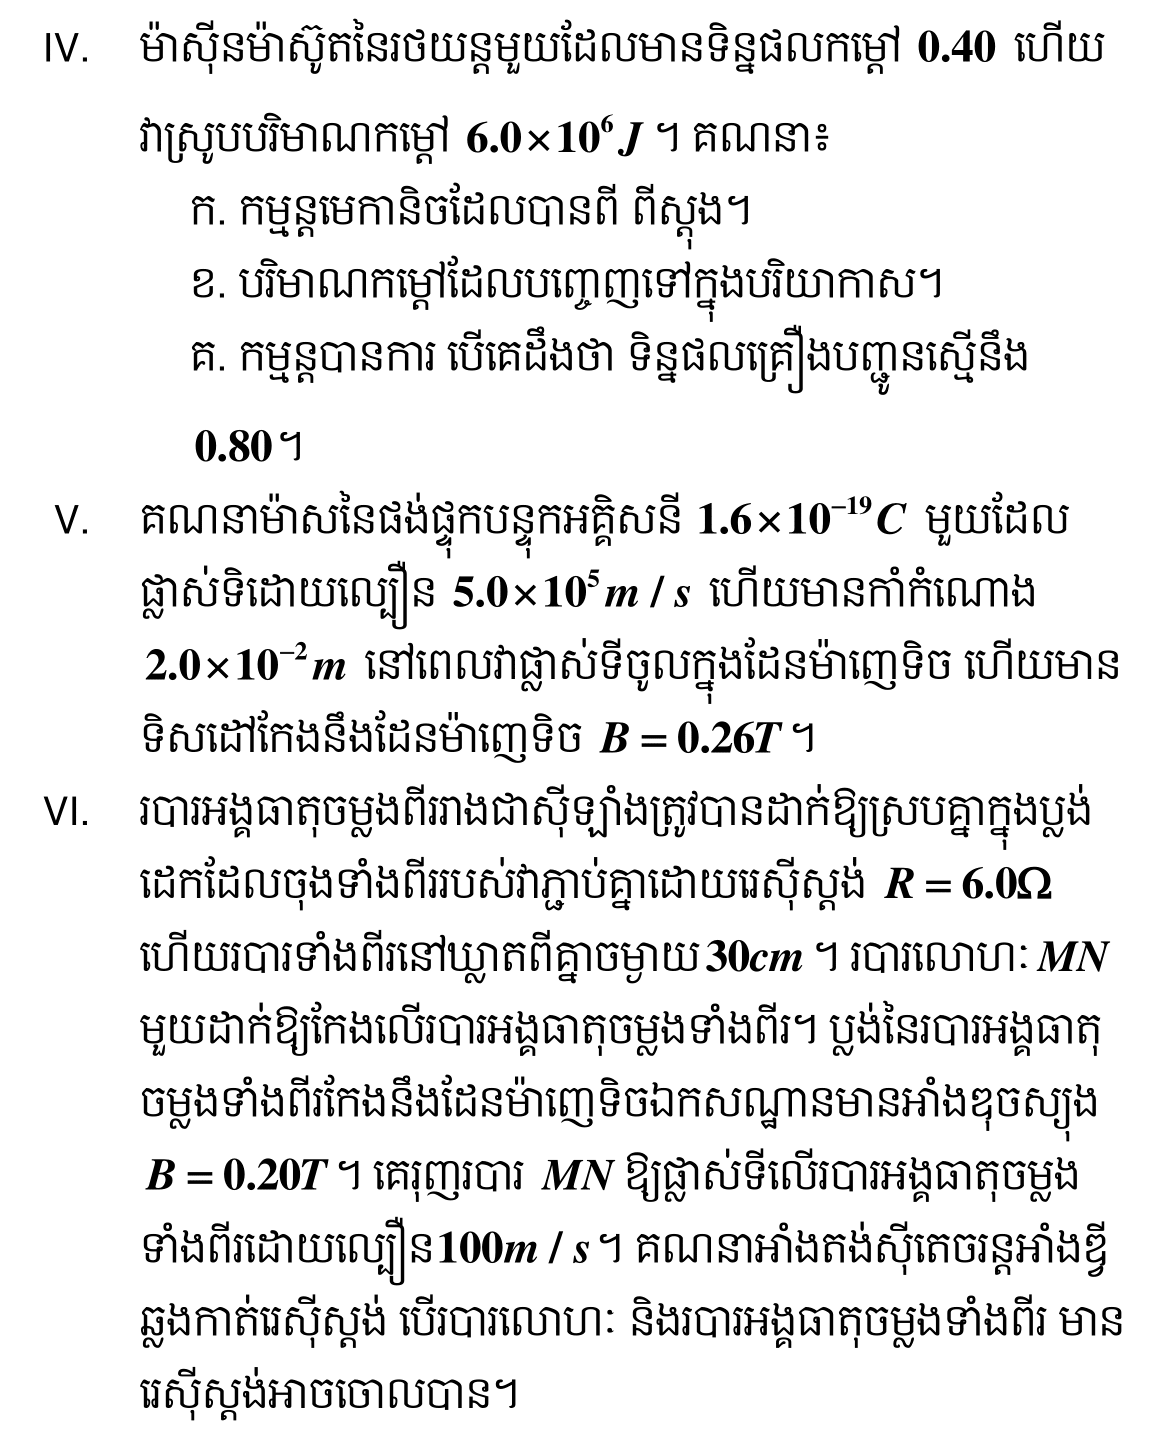 IV. ម៉ាស៊ីនម៉ាស៊ូតនៃរថយន្តមួយដែលមានទិន្នផលកម្តៅ 0.40 ហើយ
វាស្រូបបរិមាណកម្តៅ 6.0×10⁶ J ។ គណនា៖
ក. កម្មន្តមេកានិចដែលបានពី ពីស្តុង។
ខ. បរិមាណកម្តៅដែលបញ្ចេញទៅក្នុងបរិយាកាស។
គ. កម្មន្តបានការ បើគេដឹងថា ទិន្នផលគ្រឿងបញ្ជូនស្មើនឹង
0.80 ។
V. គណនាម៉ាសនៃផង់ផ្ទុកបន្ទុកអគ្គិសនី 1.6×10⁻¹⁹ C មួយដែល
ផ្លាស់ទិដោយល្បឿន 5.0×10⁵ m / s ហើយមានកាំកំណោង
2.0×10⁻² m នៅពេលវាផ្លាស់ទីចូលក្នុងដែនម៉ាញេទិច ហើយមាន
ទិសដៅកែងនឹងដែនម៉ាញេទិច B = 0.26T ។
VI. របារអង្គធាតុចម្លងពីររាងជាស៊ីឡាំងត្រូវបានដាក់ឱ្យស្របគ្នាក្នុងប្លង់
ដេកដែលចុងទាំងពីររបស់វាភ្ជាប់គ្នាដោយរេស៊ីស្តង់ R = 6.0Ω
ហើយរបារទាំងពីរនៅឃ្លាតពីគ្នាចម្ងាយ 30cm ។ របារលោហៈ MN
មួយដាក់ឱ្យកែងលើរបារអង្គធាតុចម្លងទាំងពីរ។ ប្លង់នៃរបារអង្គធាតុ
ចម្លងទាំងពីរកែងនឹងដែនម៉ាញេទិចឯកសណ្ឋានមានអាំងឌុចស្យុង
B = 0.20T ។ គេរុញរបារ MN ឱ្យផ្លាស់ទីលើរបារអង្គធាតុចម្លង
ទាំងពីរដោយល្បឿន 100m / s ។ គណនាអាំងតង់ស៊ីតេចរន្តអាំងឌ្វី
ឆ្លងកាត់រេស៊ីស្តង់ បើរបារលោហៈ និងរបារអង្គធាតុចម្លងទាំងពីរ មាន
រេស៊ីស្តង់អាចចោលបាន។